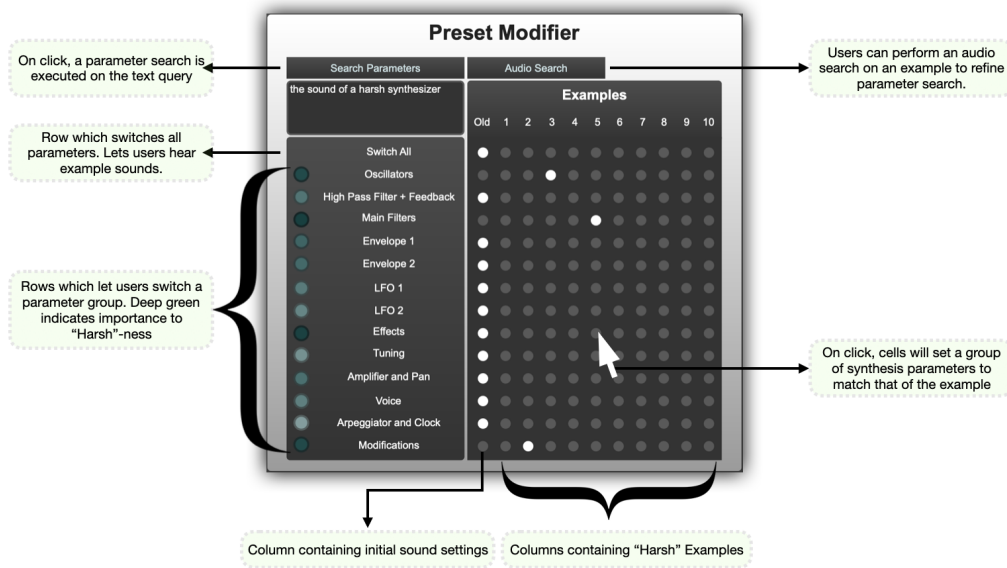 Preset Modifier
On click, a parameter search is
executed on the text query
Search Parameters
Audio Search
Users can perform an audio
search on an example to refine
parameter search.
the sound of a harsh synthesizer
Examples
Old 1 2 3 4 5 6 7 8 9 10
Row which switches all
parameters. Lets users hear
example sounds.
Switch All
Oscillators
High Pass Filter + Feedback
Main Filters
Envelope 1
Envelope 2
LFO 1
LFO 2
Effects
Tuning
Amplifier and Pan
Voice
Arpeggiator and Clock
Modifications
Rows which let users switch a
parameter group. Deep green
indicates importance to
“Harsh”-ness
On click, cells will set a group
of synthesis parameters to
match that of the example
Column containing initial sound settings
Columns containing “Harsh” Examples